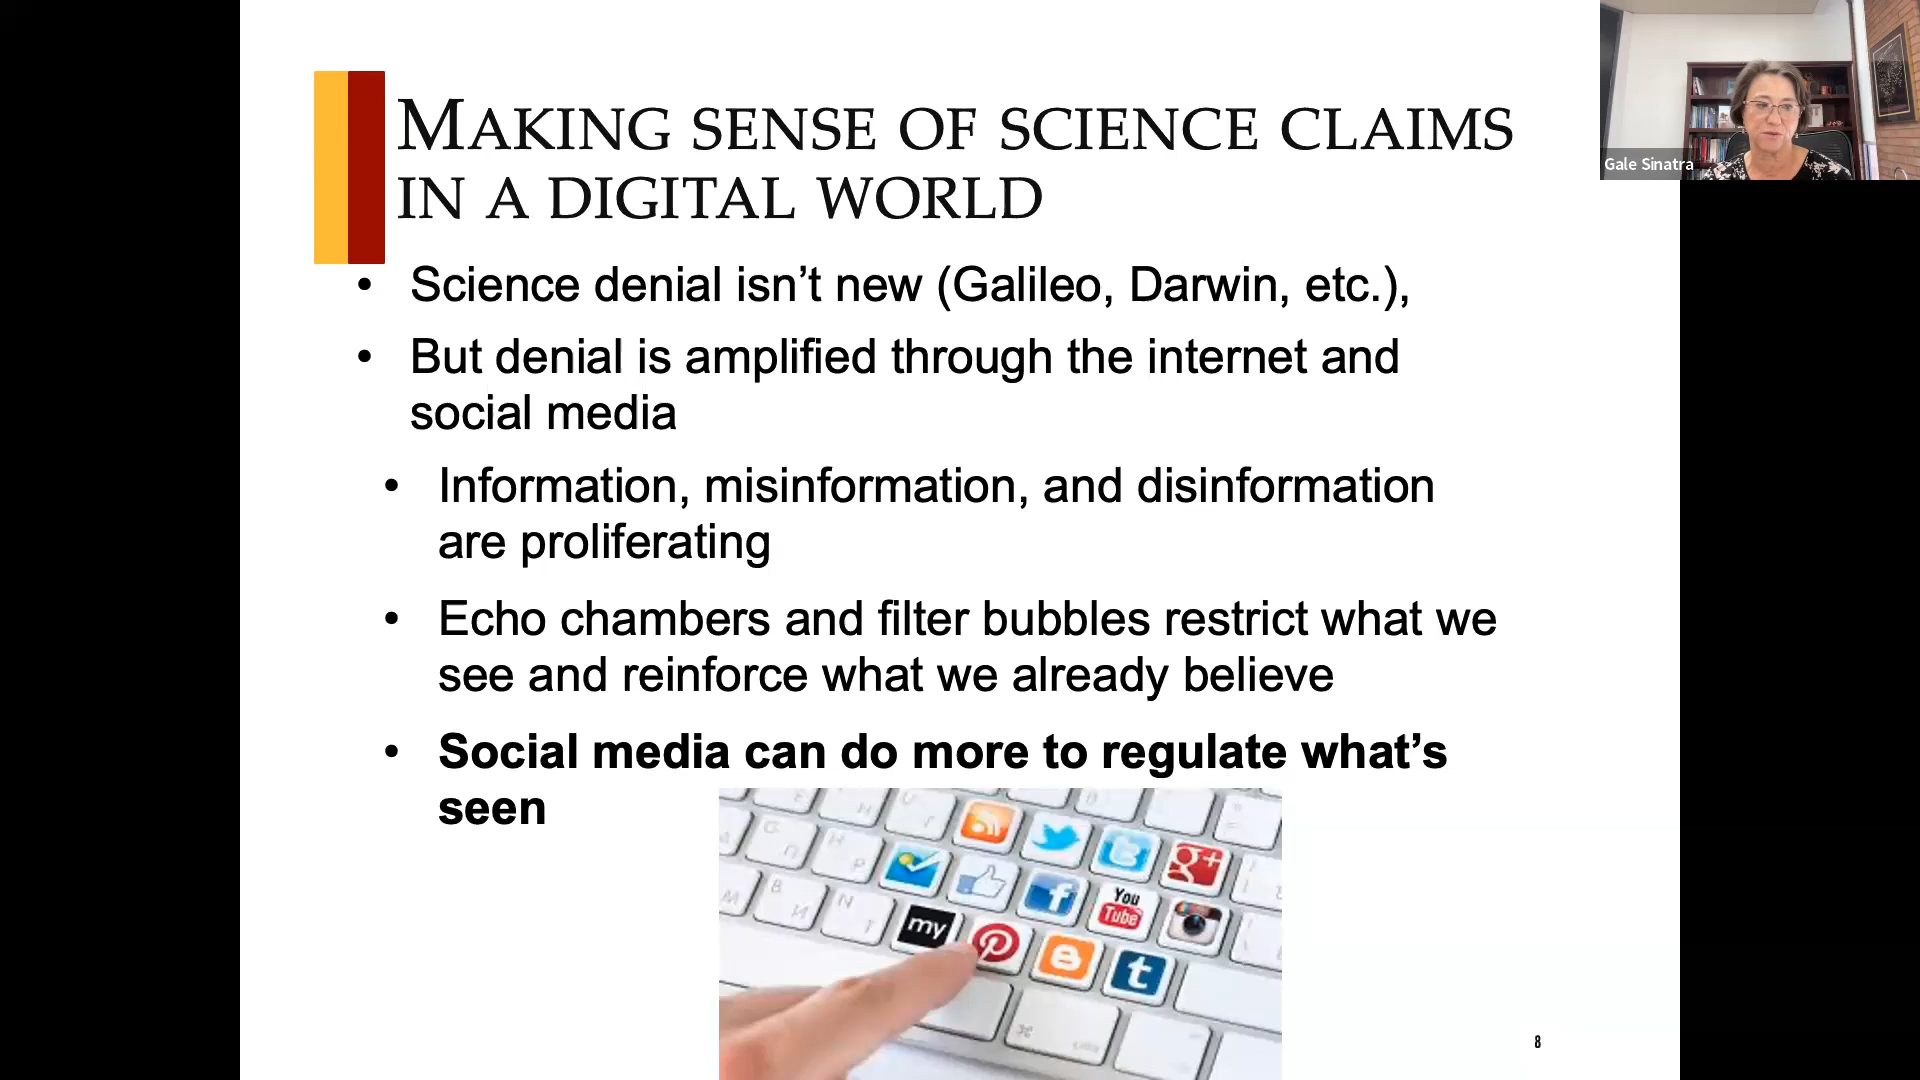 MAKING SENSE OF SCIENCE CLAIMS
IN A DIGITAL WORLD
Gale Sinatra
• Science denial isn’t new (Galileo, Darwin, etc.),
• But denial is amplified through the internet and
social media
• Information, misinformation, and disinformation
are proliferating
• Echo chambers and filter bubbles restrict what we
see and reinforce what we already believe
• Social media can do more to regulate what’s
seen
g+
f
You
Tube
my
B
N
t
8